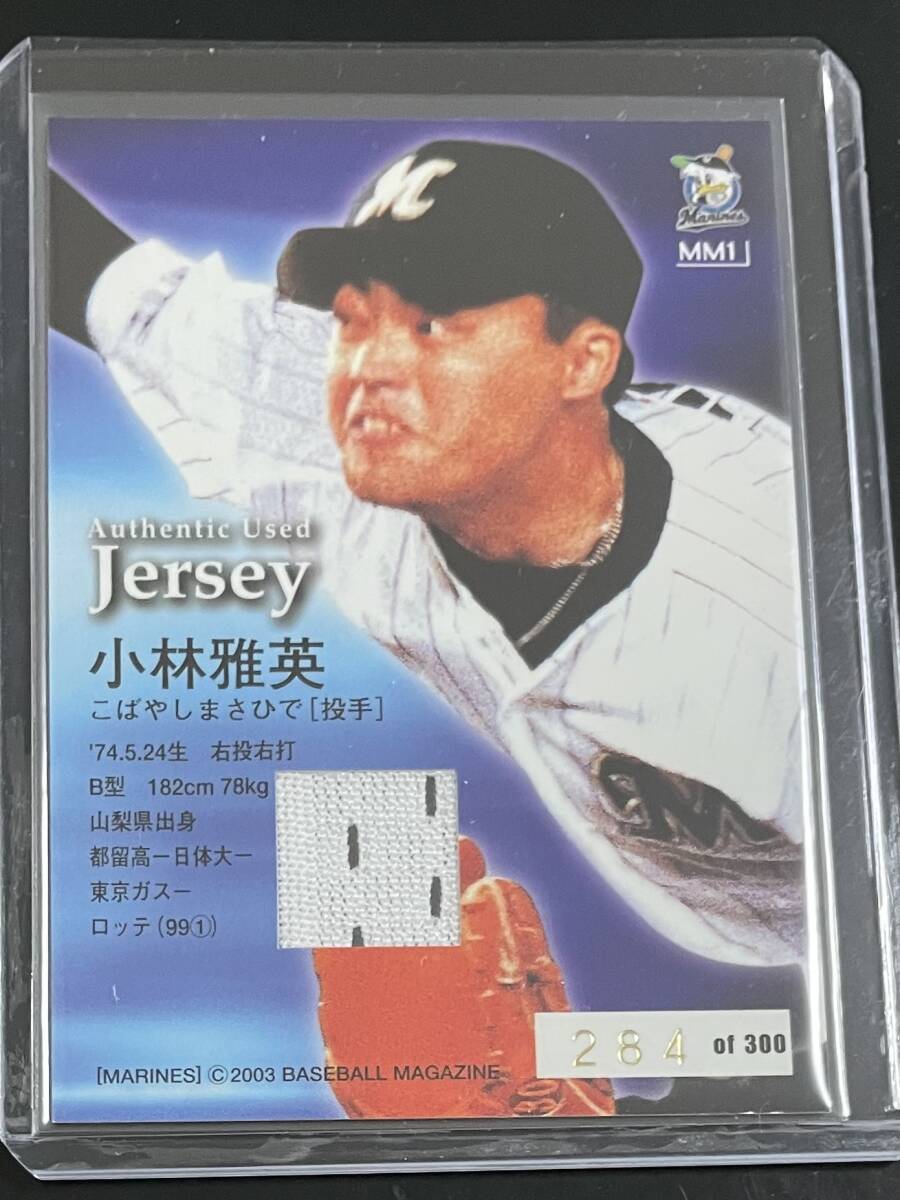 MC
Marines
MM1
Authentic Used
Jersey
小林雅英
こばやしまさひで[投手]
'74.5.24生　右投右打
B型　182cm 78kg
山梨県出身
都留高ー日体大ー
東京ガスー
ロッテ(99①)
284 of 300
[MARINES] ©2003 BASEBALL MAGAZINE